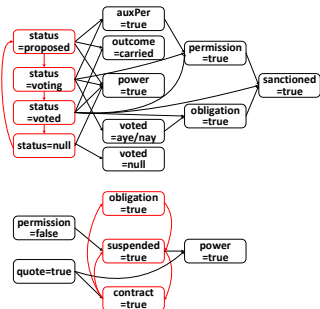 status
=proposed
status
=voting
status
=voted
status=null
auxPer
=true
outcome
=carried
power
=true
voted
=aye/nay
voted
=null
permission
=true
obligation
=true
sanctioned
=true
permission
=false
quote=true
obligation
=true
suspended
=true
contract
=true
power
=true